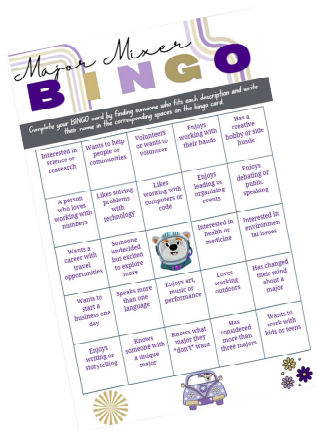 Major Mixer
BINGO
Complete your BINGO card by finding someone who fits each description and write
their name in the corresponding spaces on the bingo card.
Interested in
science or
research
Wants to help
people or
communities
Volunteers
or wants to
volunteer
Enjoys
working with
their hands
Has a
creative
hobby or side
hustle
A person
who loves
working with
numbers
Likes solving
problems
with
technology
Likes
working with
computers or
code
Enjoys
leading or
organizing
events
Enjoys
debating or
public
speaking
Wants a
career with
travel
opportunities
Someone
undecided
but excited
to explore
more
Interested in
health or
medicine
Interested in
environmen
tal issues
Wants to
start a
business one
day
Speaks more
than one
language
Enjoys art,
music or
performance
Loves
working
outdoors
Has changed
their mind
about a
major
Enjoys
writing or
storytelling
Knows
someone with
a unique
major
Knows what
major they
"don't" want
Has
considered
more than
three majors
Wants to
work with
kids or teens